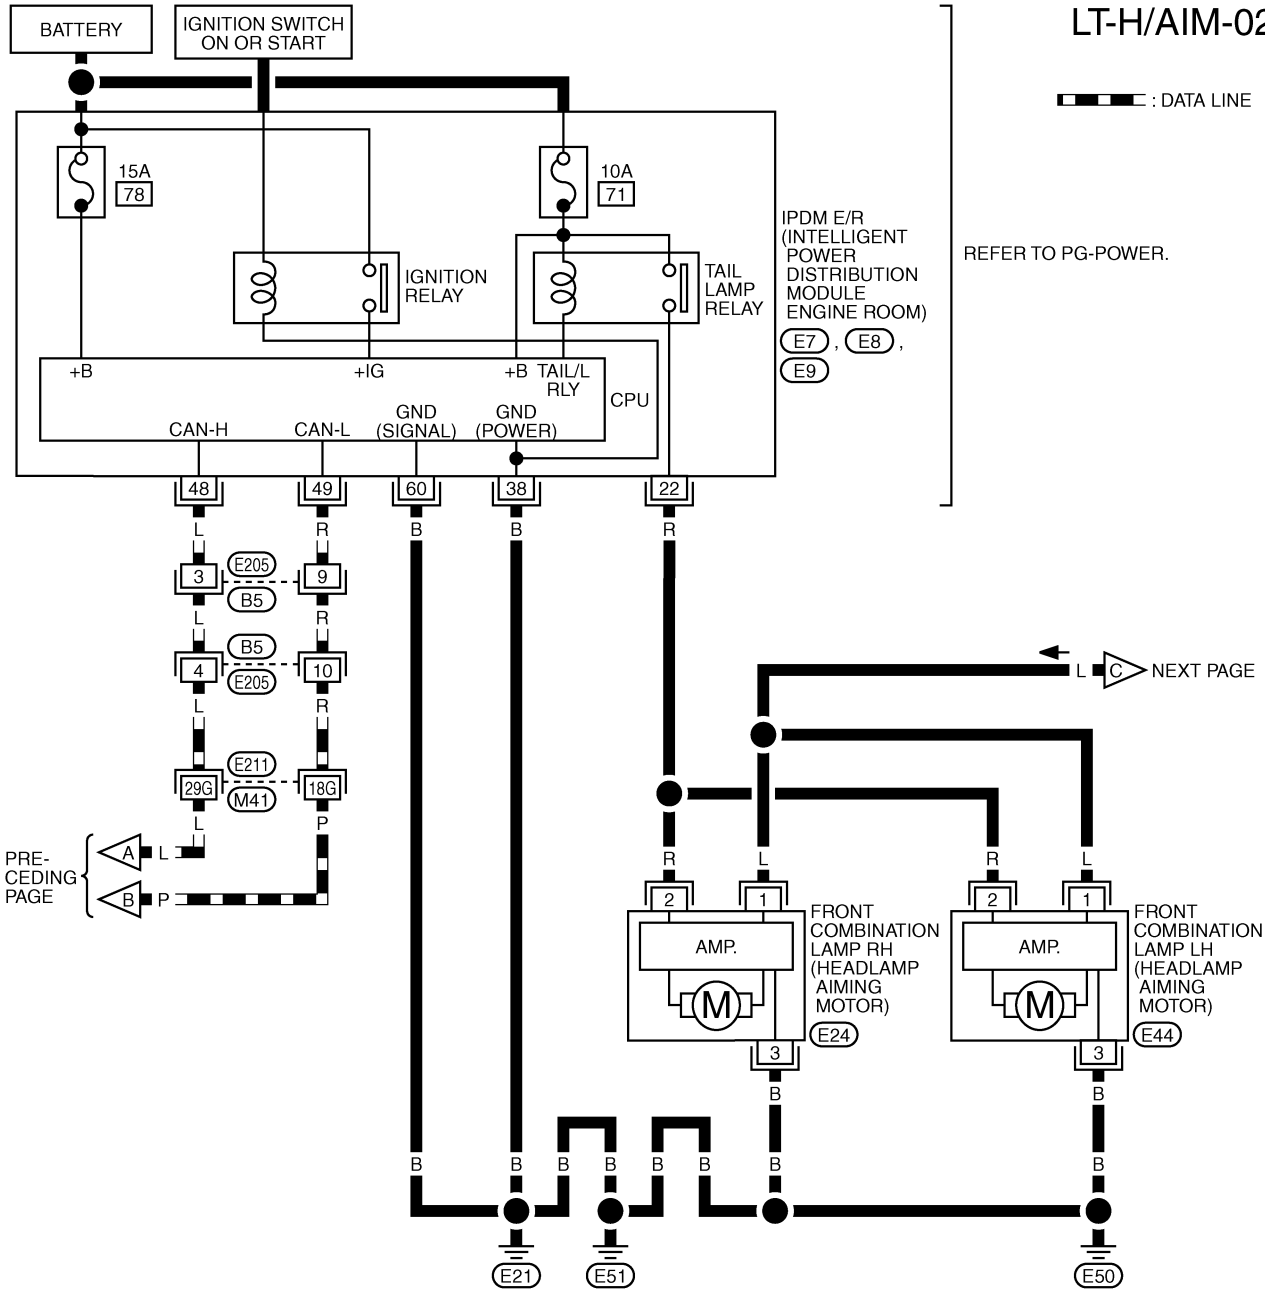 LT-H/AIM-02
BATTERY
IGNITION SWITCH
ON OR START
: DATA LINE
15A
78
10A
71
IPDM E/R
(INTELLIGENT
POWER
DISTRIBUTION
MODULE
ENGINE ROOM)
E7 , E8 ,
E9
REFER TO PG-POWER.
IGNITION
RELAY
TAIL
LAMP
RELAY
+B
+IG
+B
TAIL/L
RLY
CPU
CAN-H
CAN-L
GND
(SIGNAL)
GND
(POWER)
48
49
60
38
22
L
R
B
B
R
3
E205
9
B5
L
R
B5
4
10
E205
L
R
E211
29G
18G
M41
L
P
PRE-
CEDING
PAGE
A
L
B
P
L
C
NEXT PAGE
R
L
R
L
2
1
2
1
AMP.
AMP.
M
M
FRONT
COMBINATION
LAMP RH
(HEADLAMP
AIMING
MOTOR)
E24
FRONT
COMBINATION
LAMP LH
(HEADLAMP
AIMING
MOTOR)
E44
3
3
B
B
B
B
B
B
B
B
B
B
E21
E51
E50